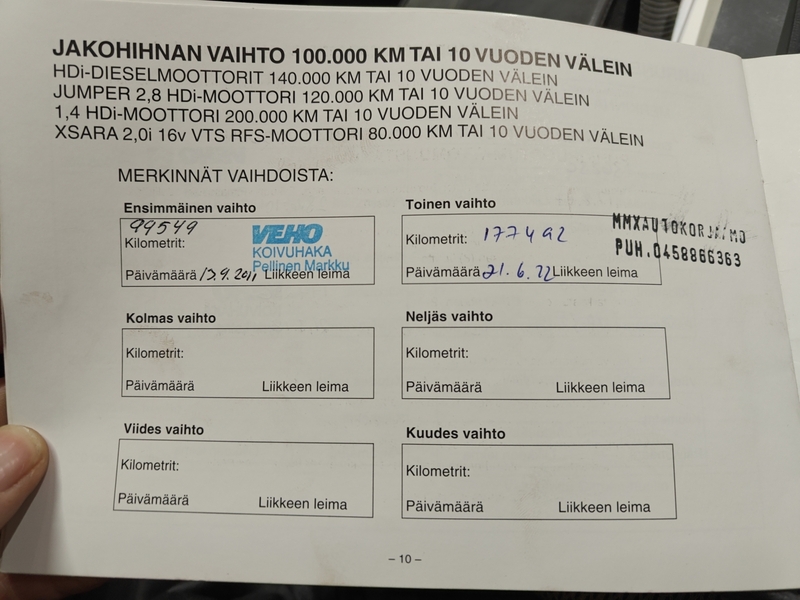 JAKOHIHNAN VAIHTO 100.000 KM TAI 10 VUODEN VÄLEIN
HDi-DIESELMOOTTORIT 140.000 KM TAI 10 VUODEN VÄLEIN
JUMPER 2,8 HDi-MOOTTORI 120.000 KM TAI 10 VUODEN VÄLEIN
1,4 HDi-MOOTTORI 200.000 KM TAI 10 VUODEN VÄLEIN
XSARA 2,0i 16v VTS RFS-MOOTTORI 80.000 KM TAI 10 VUODEN VÄLEIN
MERKINNÄT VAIHDOISTA:
Ensimmäinen vaihto
99549
Kilometrit:
VEHO
KOIVUHAKA
Pellinen Markku
Päivämäärä Liikkeen leima
Toinen vaihto
Kilometrit: 177492
MMXAUTOKORJAAMO
PUH.0458866363
Päivämäärä 21.6.22 Liikkeen leima
Kolmas vaihto
Kilometrit:
Päivämäärä Liikkeen leima
Neljäs vaihto
Kilometrit:
Päivämäärä Liikkeen leima
Viides vaihto
Kilometrit:
Päivämäärä Liikkeen leima
Kuudes vaihto
Kilometrit:
Päivämäärä Liikkeen leima
– 10 –